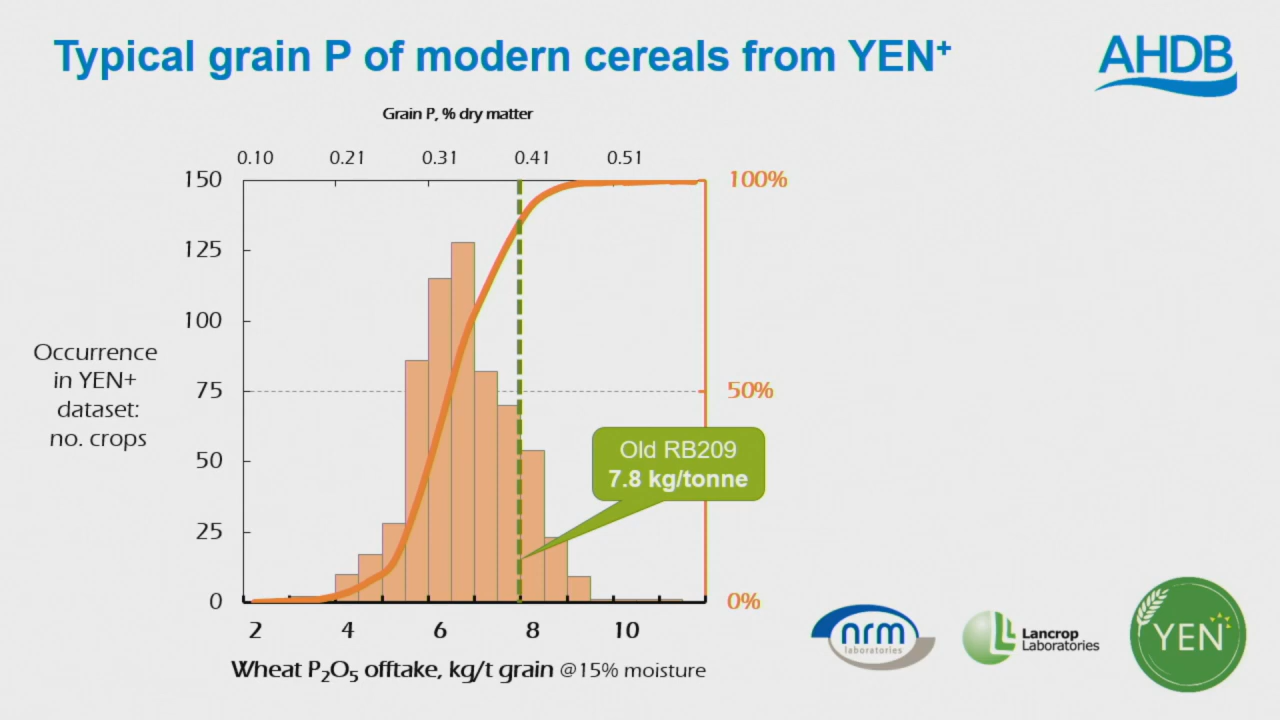 Typical grain P of modern cereals from YEN+
AHDB
Grain P, % dry matter
0.10 0.21 0.31 0.41 0.51
150
125
100
75
50
25
0
100%
50%
0%
Occurrence
in YEN+
dataset:
no. crops
Old RB209
7.8 kg/tonne
2 4 6 8 10
Wheat P₂O₅ offtake, kg/t grain @15% moisture
nrm
laboratories
Lancrop
Laboratories
YEN